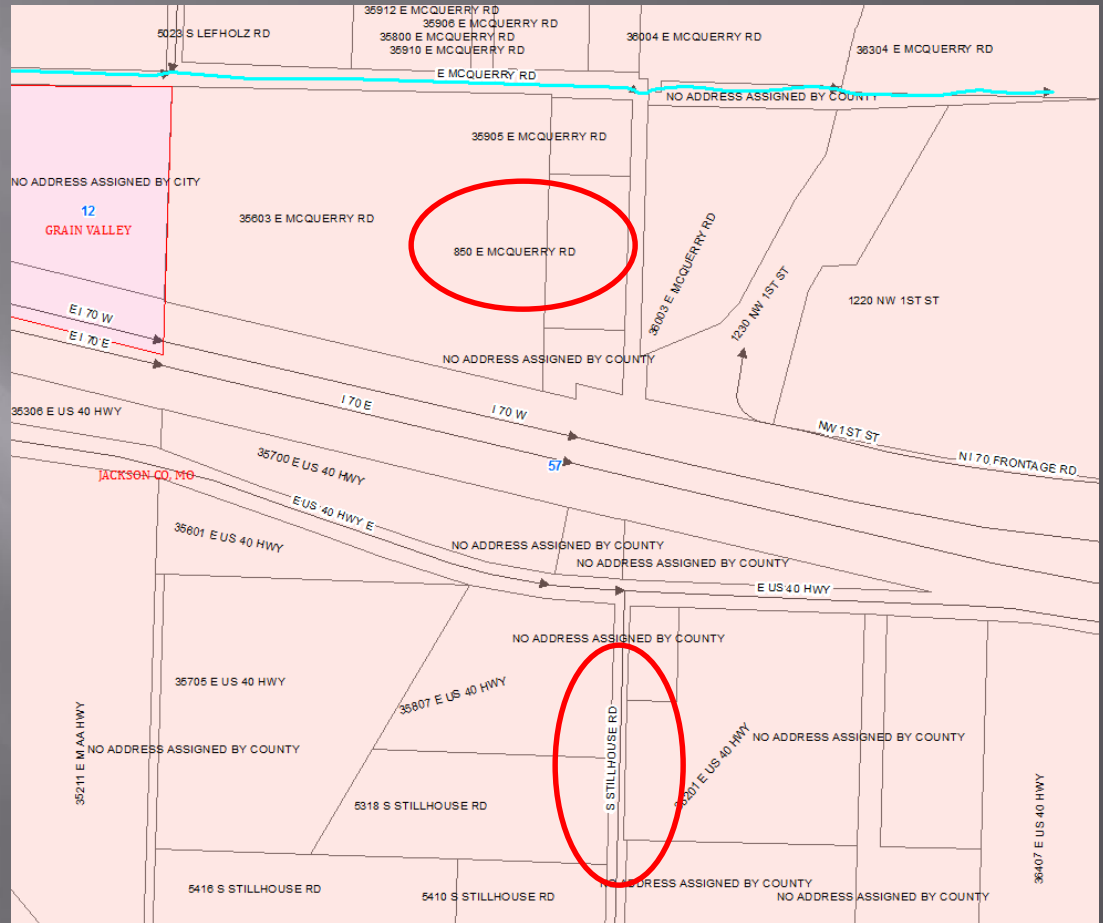 35912 E MCQUERRY RD
35906 E MCQUERRY RD
5023 S LEFHOLZ RD
35800 E MCQUERRY RD
36004 E MCQUERRY RD
35910 E MCQUERRY RD
36304 E MCQUERRY RD
E MCQUERRY RD
NO ADDRESS ASSIGNED BY COUNTY
35905 E MCQUERRY RD
NO ADDRESS ASSIGNED BY CITY
12
GRAIN VALLEY
35603 E MCQUERRY RD
850 E MCQUERRY RD
36003 E MCQUERRY RD
1230 NW 1ST ST
1220 NW 1ST ST
E I 70 W
E I 70 E
NO ADDRESS ASSIGNED BY COUNTY
I 70 E
I 70 W
35306 E US 40 HWY
NW 1ST ST
N I 70 FRONTAGE RD
35700 E US 40 HWY
57
JACKSON CO, MO
E US 40 HWY E
35601 E US 40 HWY
NO ADDRESS ASSIGNED BY COUNTY
NO ADDRESS ASSIGNED BY COUNTY
E US 40 HWY
NO ADDRESS ASSIGNED BY COUNTY
35705 E US 40 HWY
35807 E US 40 HWY
35211 E M AA HWY
NO ADDRESS ASSIGNED BY COUNTY
S STILLHOUSE RD
36201 E US 40 HWY
NO ADDRESS ASSIGNED BY COUNTY
5318 S STILLHOUSE RD
36407 E US 40 HWY
5416 S STILLHOUSE RD
5410 S STILLHOUSE RD
NO ADDRESS ASSIGNED BY COUNTY
NO ADDRESS ASSIGNED BY COUNTY